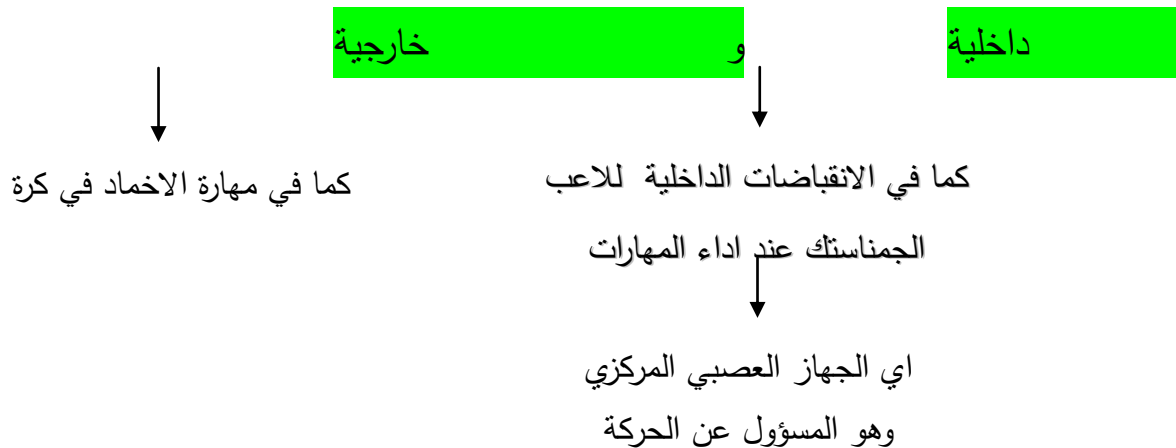 داخلية و خارجية
كما في الانقباضات الداخلية للاعب
الجمناستك عند اداء المهارات
كما في مهارة الاخماد في كرة
اي الجهاز العصبي المركزي
وهو المسؤول عن الحركة